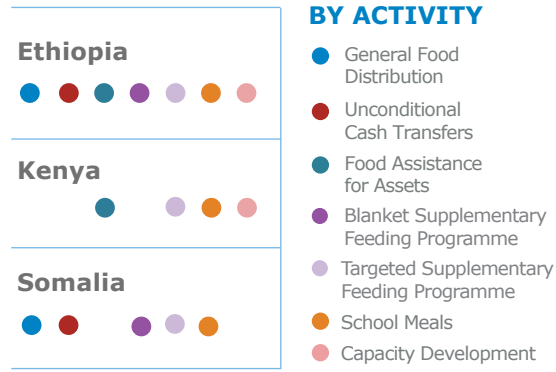 Ethiopia
Kenya
Somalia
BY ACTIVITY
General Food
Distribution
Unconditional
Cash Transfers
Food Assistance
for Assets
Blanket Supplementary
Feeding Programme
Targeted Supplementary
Feeding Programme
School Meals
Capacity Development